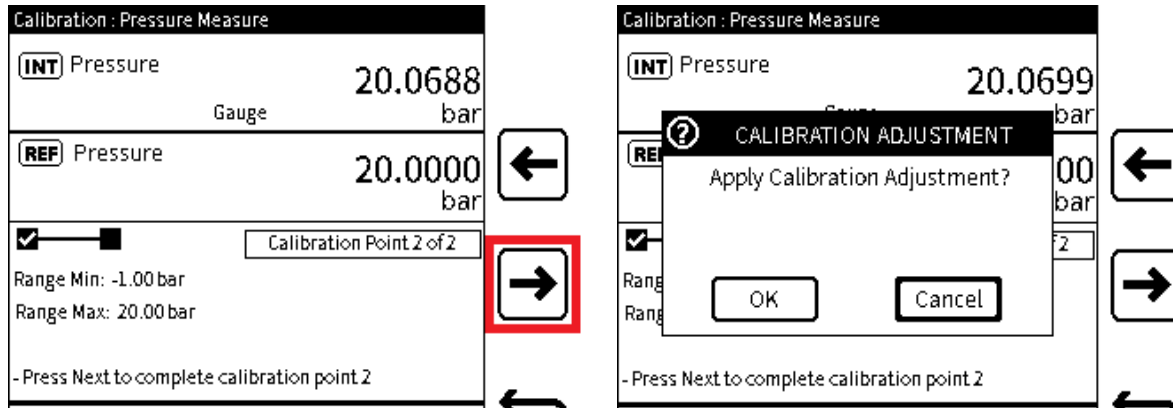 Calibration : Pressure Measure
INT Pressure
20.0688
Gauge bar
REF Pressure
20.0000
bar
Calibration Point 2 of 2
Range Min: -1.00 bar
Range Max: 20.00 bar
- Press Next to complete calibration point 2
Calibration : Pressure Measure
INT Pressure
20.0699
bar
? CALIBRATION ADJUSTMENT
Apply Calibration Adjustment?
00
bar
OK Cancel
- Press Next to complete calibration point 2